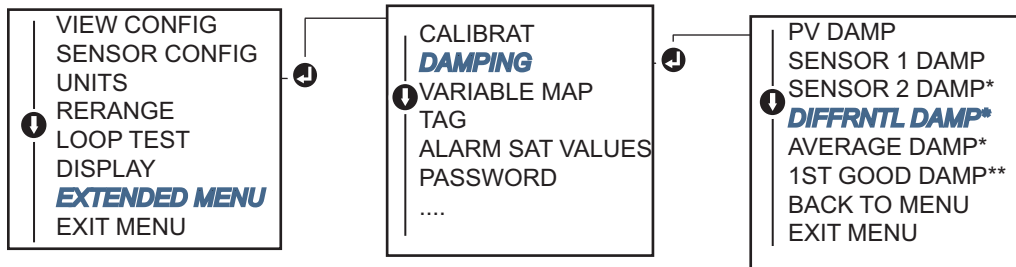 VIEW CONFIG
SENSOR CONFIG
UNITS
RERANGE
LOOP TEST
DISPLAY
EXTENDED MENU
EXIT MENU
CALIBRAT
DAMPING
VARIABLE MAP
TAG
ALARM SAT VALUES
PASSWORD
....
PV DAMP
SENSOR 1 DAMP
SENSOR 2 DAMP*
DIFFRNTL DAMP*
AVERAGE DAMP*
1ST GOOD DAMP**
BACK TO MENU
EXIT MENU